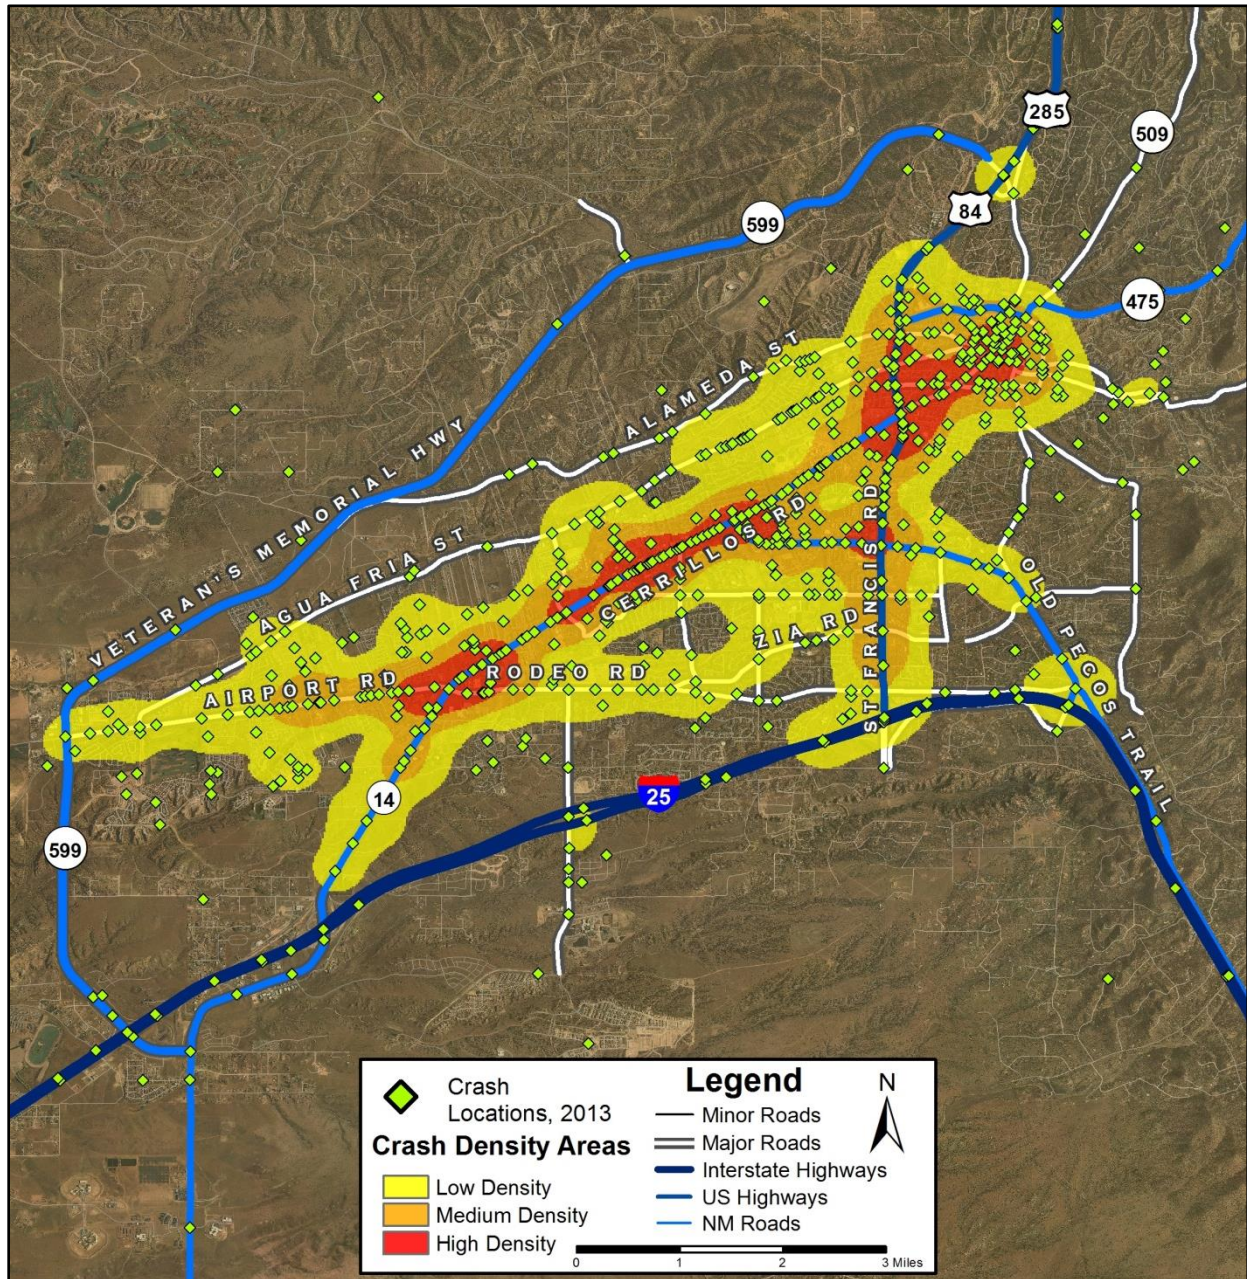 285
509
84
599
475
ALAMEDA ST
VETERAN'S MEMORIAL HWY
AGUA FRIA ST
CERRILLOS RD
ST FRANCIS RD
OLD PECOS TRAIL
ZIA RD
AIRPORT RD
RODEO RD
14
25
599
Legend
N
Crash
Locations, 2013
Crash Density Areas
Low Density
Medium Density
High Density
Minor Roads
Major Roads
Interstate Highways
US Highways
NM Roads
0 1 2 3 Miles